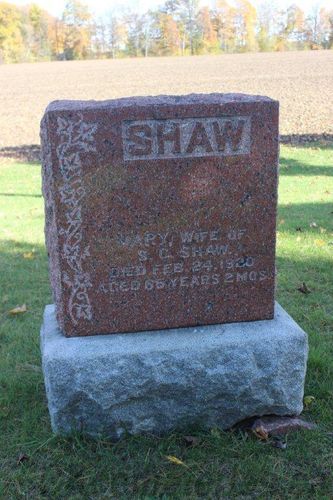 SHAW
MARY, WIFE OF
S. C. SHAW
DIED FEB. 24, 1920
AGED 66 YEARS 2 MOS.